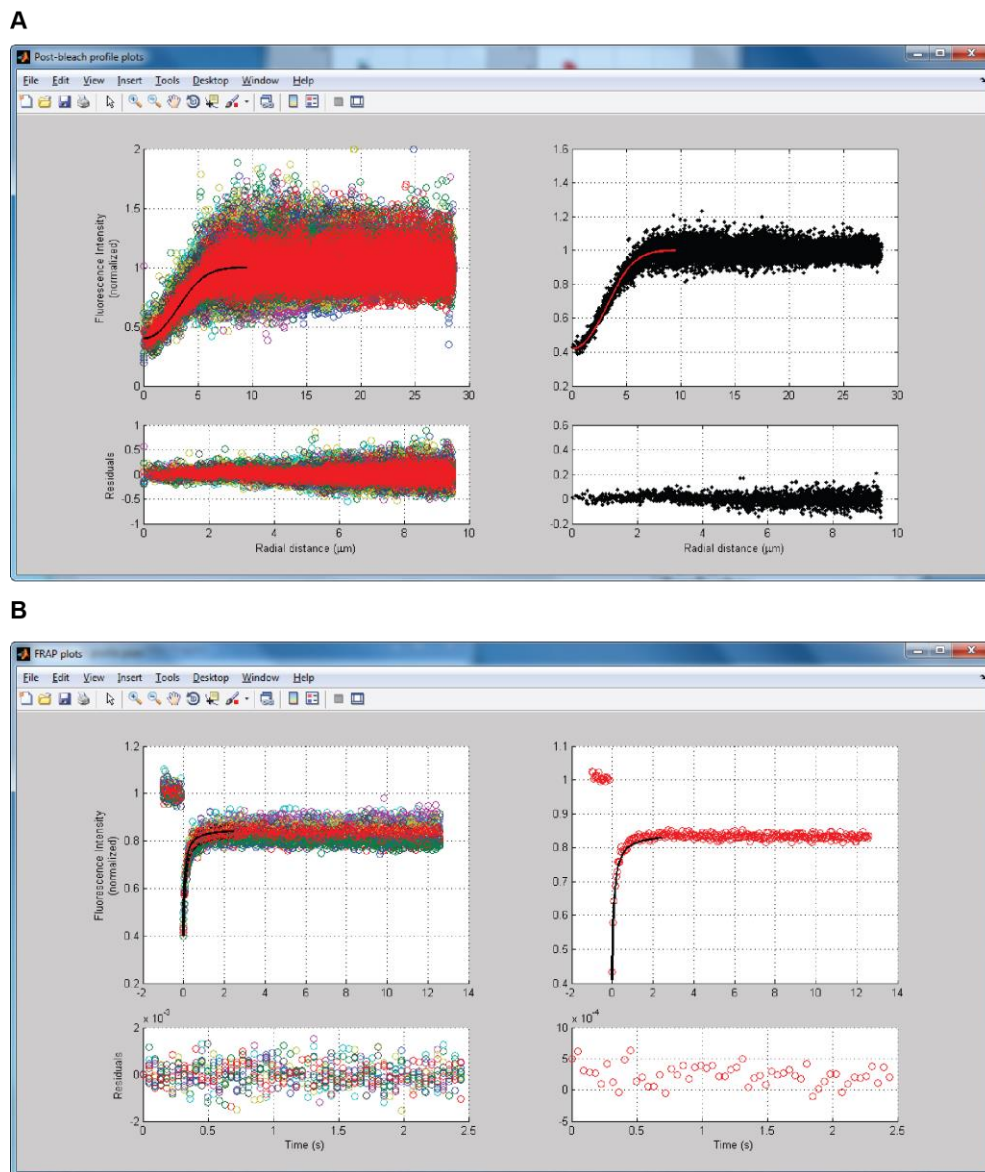 A
Post-bleach profile plots
File Edit View Insert Tools Desktop Window Help
2
1.5
1
0.5
0
0 5 10 15 20 25 30
Fluorescence Intensity
(normalized)
1.6
1.4
1.2
1
0.8
0.6
0.4
0.2
0 5 10 15 20 25 30
1
0.5
0
-0.5
-1
0 2 4 6 8 10
Residuals
Radial distance (μm)
0.6
0.4
0.2
0
-0.2
0 2 4 6 8 10
Radial distance (μm)
B
FRAP plots
File Edit View Insert Tools Desktop Window Help
1.2
1
0.8
0.6
0.4
0.2
-2 0 2 4 6 8 10 12 14
Fluorescence Intensity
(normalized)
1.1
1
0.9
0.8
0.7
0.6
0.5
0.4
-2 0 2 4 6 8 10 12 14
x 10
2
0
-2
0 0.5 1 1.5 2 2.5
Residuals
Time (s)
x 10-4
10
50
0
-5
0 0.5 1 1.5 2 2.5
Time (s)